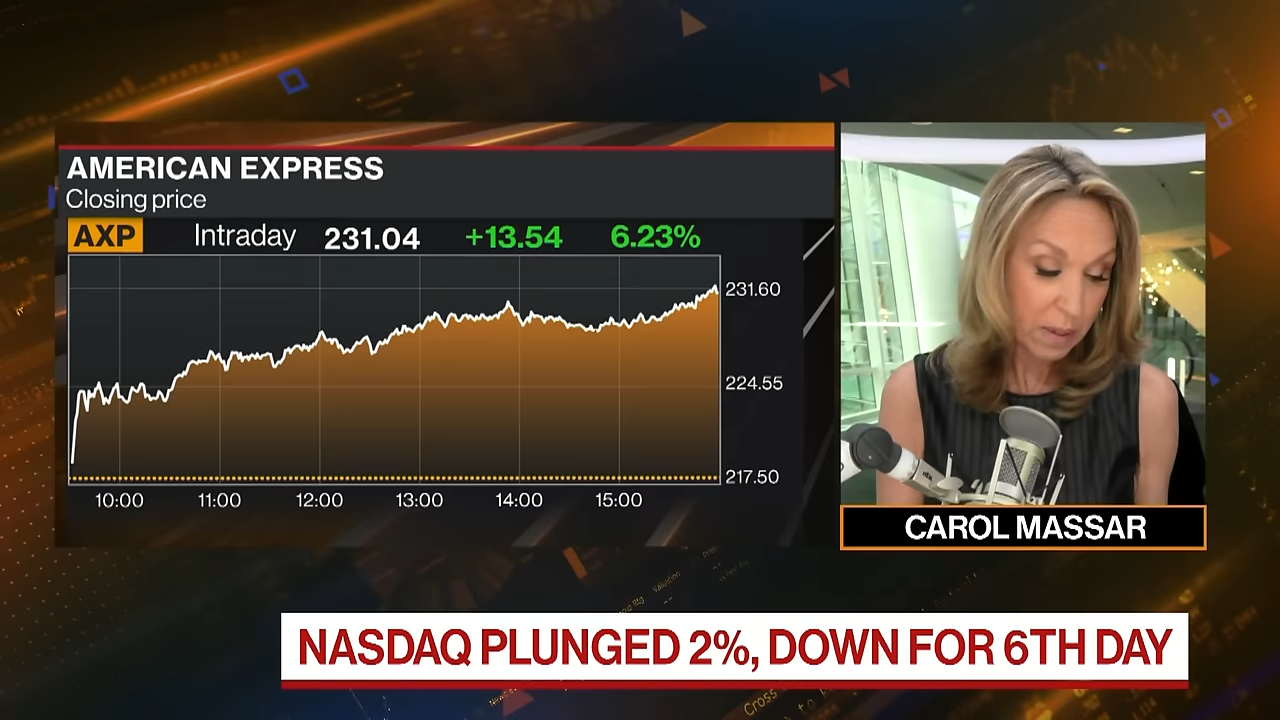 AMERICAN EXPRESS
Closing price
AXP Intraday 231.04 +13.54 6.23%
231.60
224.55
217.50
10:00 11:00 12:00 13:00 14:00 15:00
CAROL MASSAR
Valuation
NASDAQ PLUNGED 2%, DOWN FOR 6TH DAY
Cross